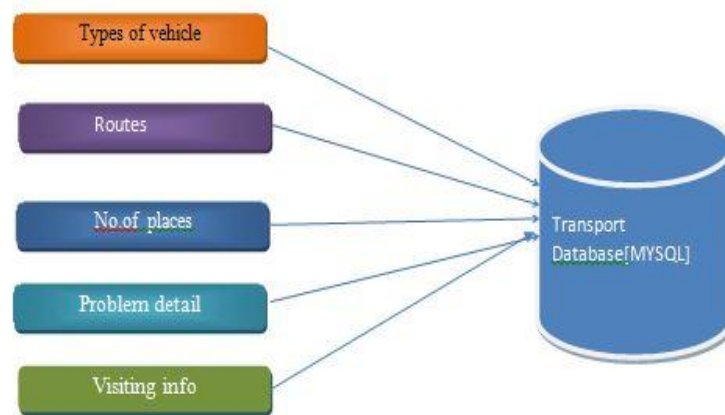 Types of vehicle
Routes
No.of places
Problem detail
Visiting info
Transport
Database[MYSQL]